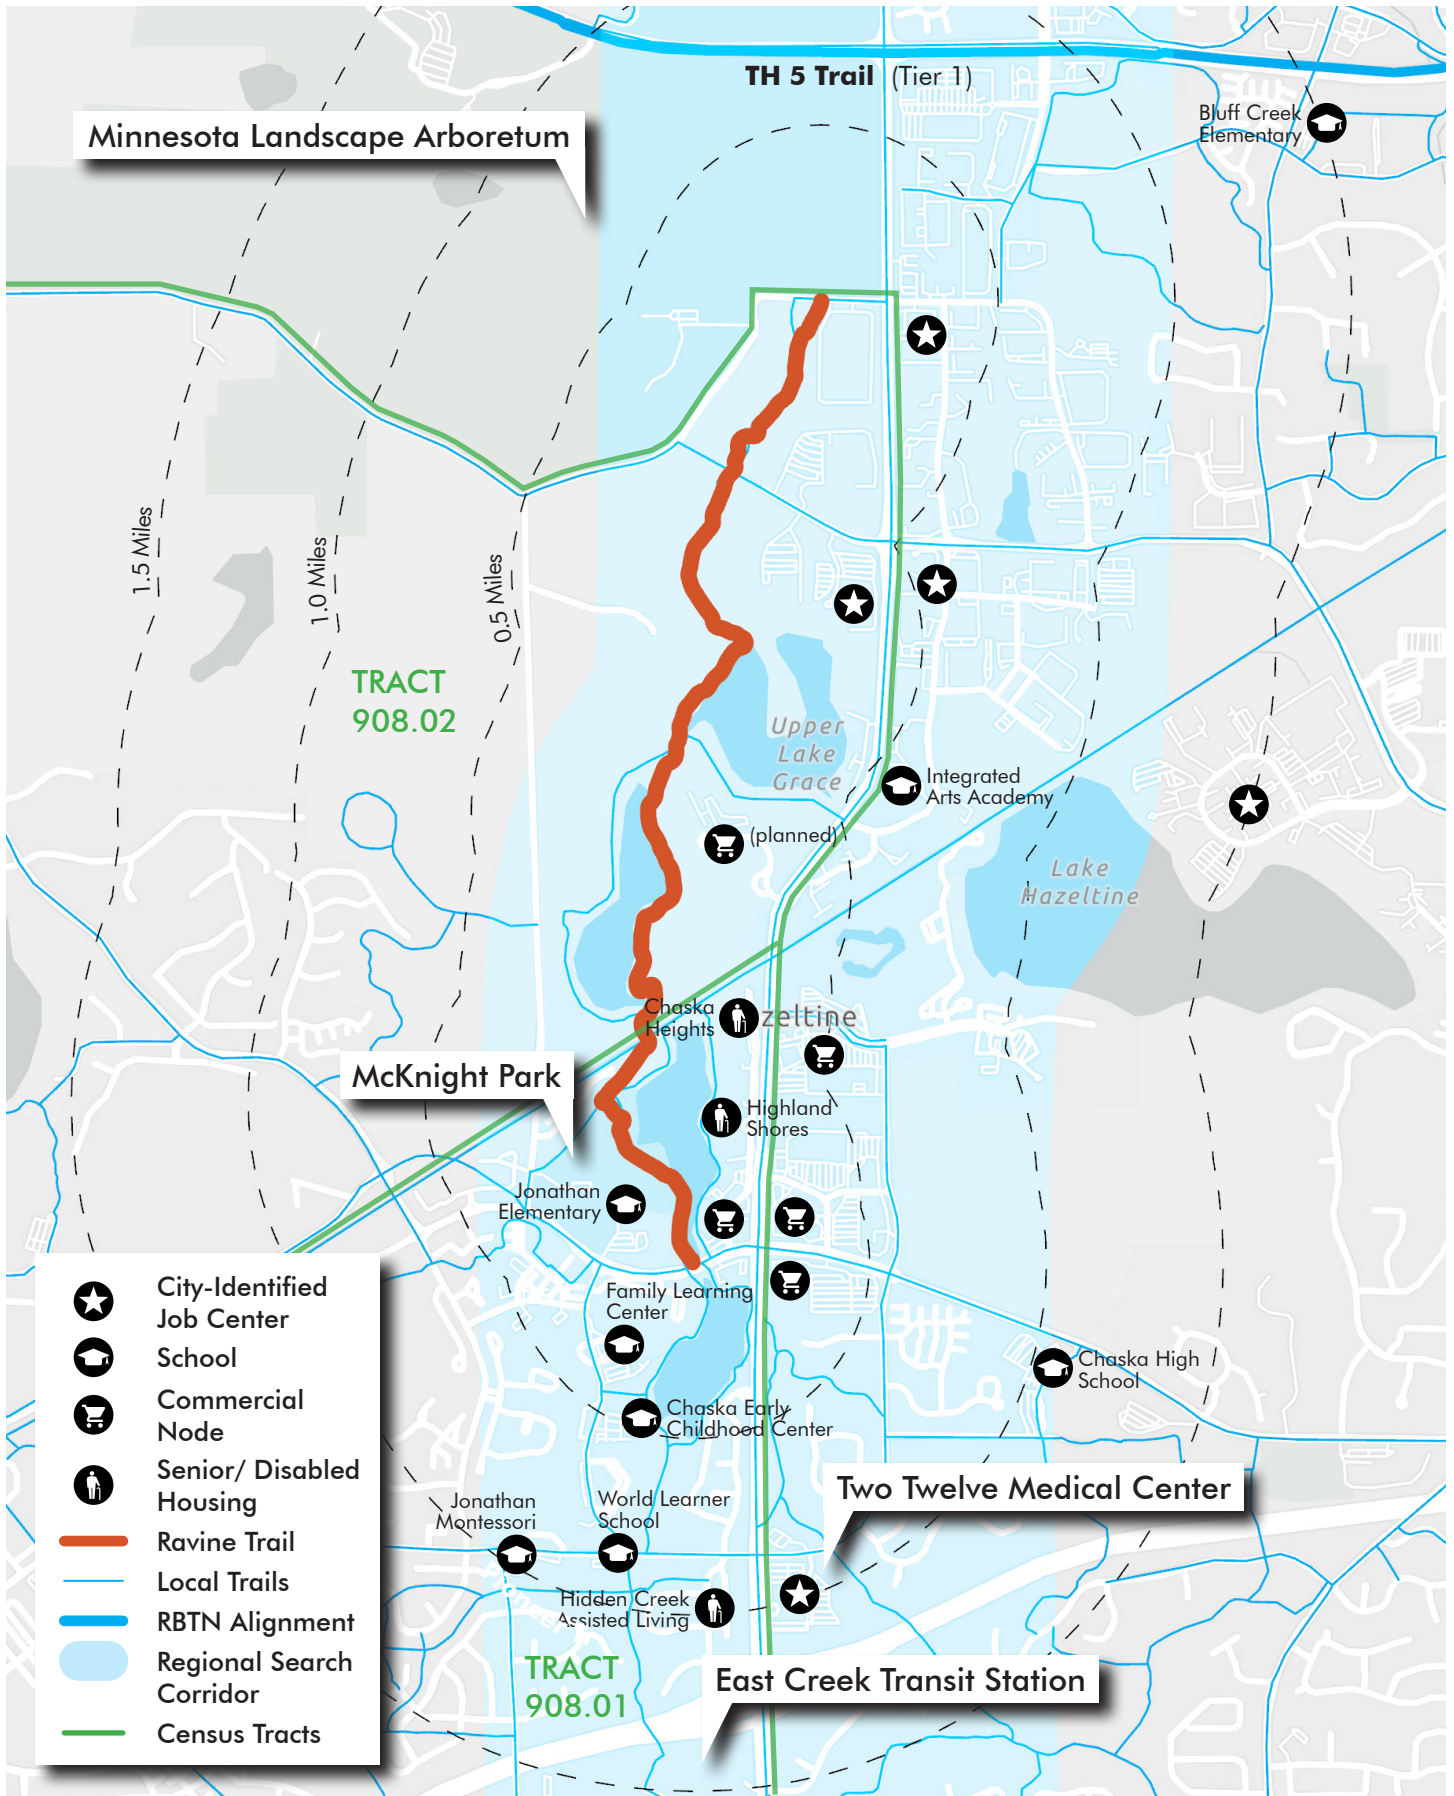 TH 5 Trail (Tier 1)
Bluff Creek
Elementary
Minnesota Landscape Arboretum
1.5 Miles
1.0 Miles
0.5 Miles
TRACT
908.02
Upper
Lake
Grace
Integrated
Arts Academy
(planned)
Lake
Hazeltine
Chaska
Heights
zeltine
McKnight Park
Highland
Shores
Jonathan
Elementary
Family Learning
Center
Chaska High
School
Chaska Early
Childhood Center
Two Twelve Medical Center
Jonathan
Montessori
World Learner
School
Hidden Creek
Assisted Living
TRACT
908.01
East Creek Transit Station
City-Identified
Job Center
School
Commercial
Node
Senior/ Disabled
Housing
Ravine Trail
Local Trails
RBTN Alignment
Regional Search
Corridor
Census Tracts